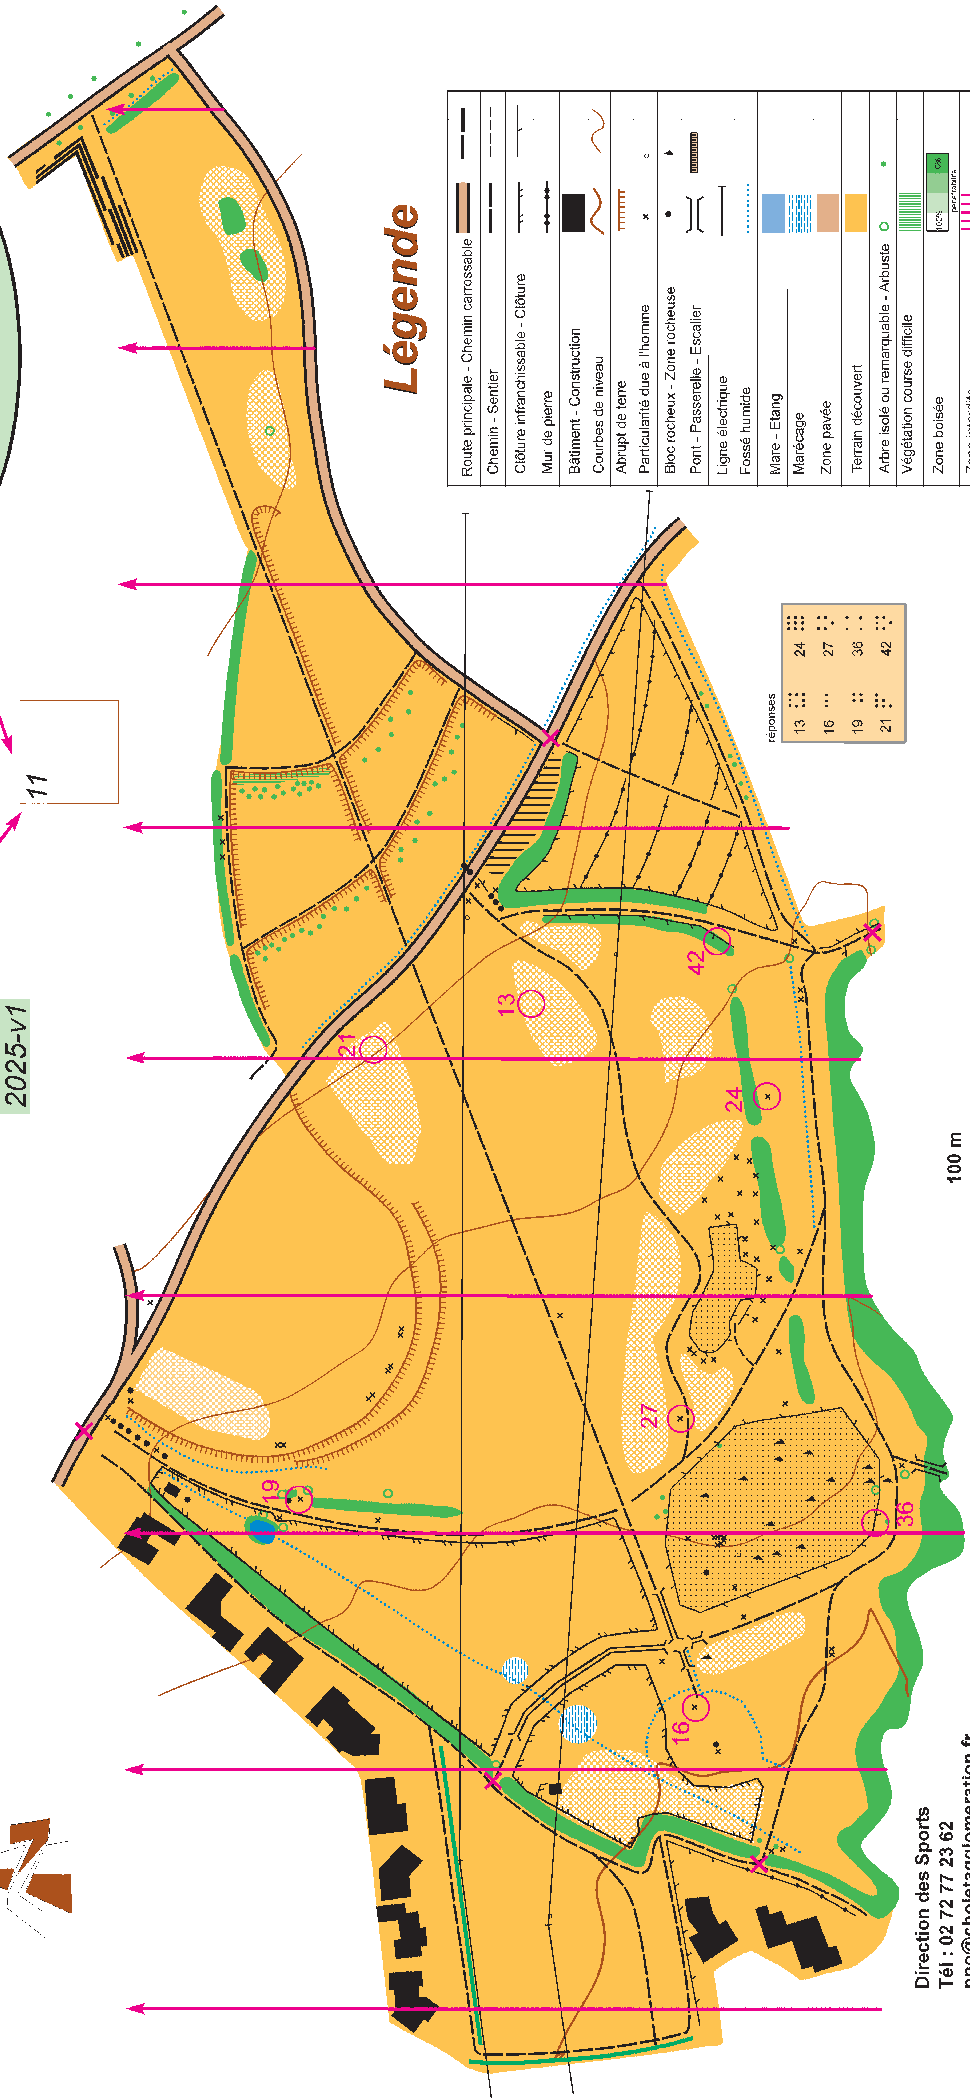 Légende
Route principale - Chemin carrossable
Chemin - Sentier
Clôture infranchissable - Clôture
Mur de pierre
Bâtiment - Construction
Courbes de niveau
Abrupt de terre
Particularité due à l'homme
Bloc rocheux - Zone rocheuse
Pont - Passerelle - Escalier
Ligne électrique
Fossé humide
Mare - Etang
Marécage
Zone pavée
Terrain découvert
Arbre isolé ou remarquable - Arbuste
Végétation course difficile
Zone boisée
100% 0%
pénétrabilité
11
2025-v1
réponses
13 24
16 27
19 36
21 42
21
13
42
24
27
19
36
16
100 m
Direction des Sports
Tél : 02 72 77 23 62